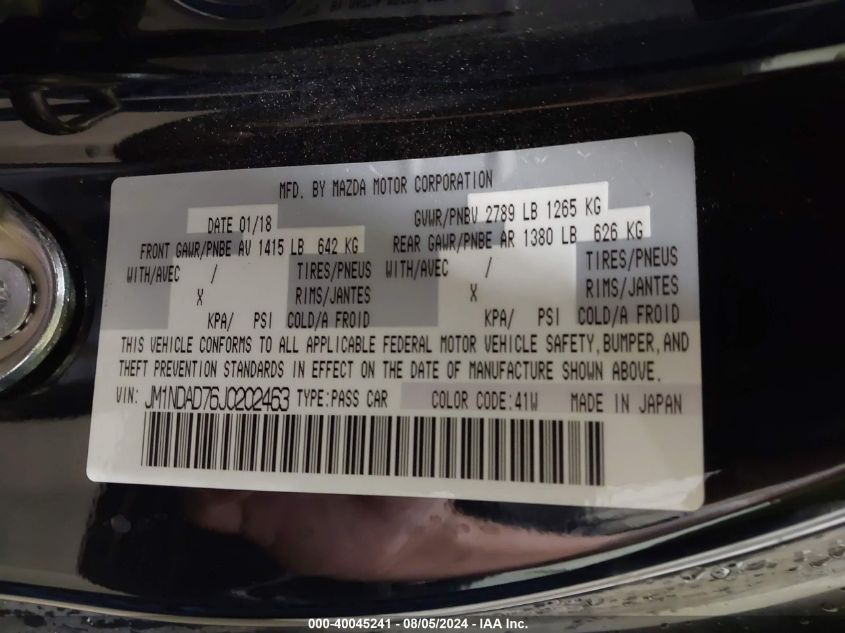 MFD. BY MAZDA MOTOR CORPORATION
DATE 01/18 GVWR/PNBV 2789 LB 1265 KG
FRONT GAWR/PNBE AV 1415 LB 642 KG REAR GAWR/PNBE AR 1380 LB 626 KG
WITH/AVEC / TIRES/PNEUS WITH/AVEC / TIRES/PNEUS
X RIMS/JANTES X RIMS/JANTES
KPA/ PSI COLD/A FROID KPA/ PSI COLD/A FROID
THIS VEHICLE CONFORMS TO ALL APPLICABLE FEDERAL MOTOR VEHICLE SAFETY, BUMPER, AND
THEFT PREVENTION STANDARDS IN EFFECT ON THE DATE OF MANUFACTURE SHOWN ABOVE.
VIN: JM1NDAD76J0202463 TYPE: PASS CAR COLOR CODE: 41W MADE IN JAPAN
000-40045241 - 08/05/2024 - IAA Inc.